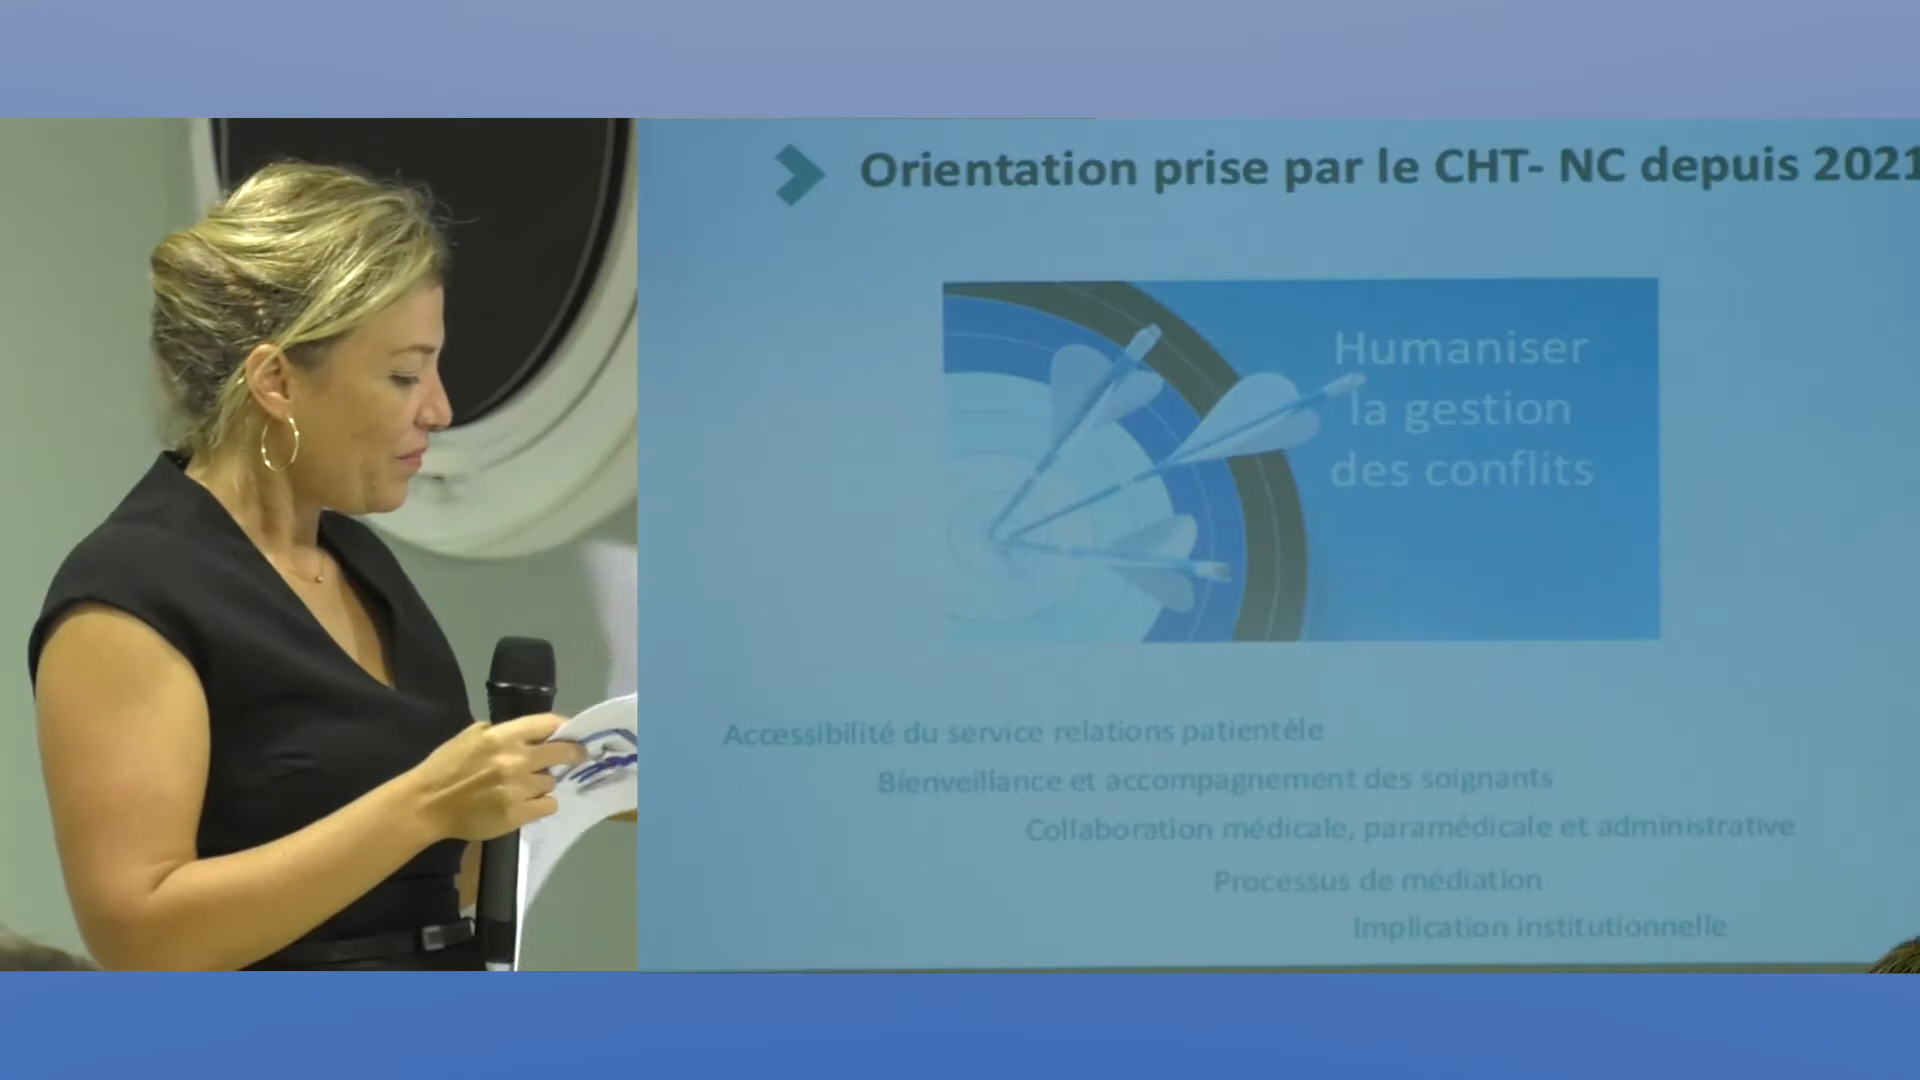 Orientation prise par le CHT- NC depuis 2021
Humaniser
la gestion
des conflits
Accessibilité du service relations patientèle
Bienveillance et accompagnement des soignants
Collaboration médicale, paramédicale et administrative
Processus de médiation
Implication institutionnelle